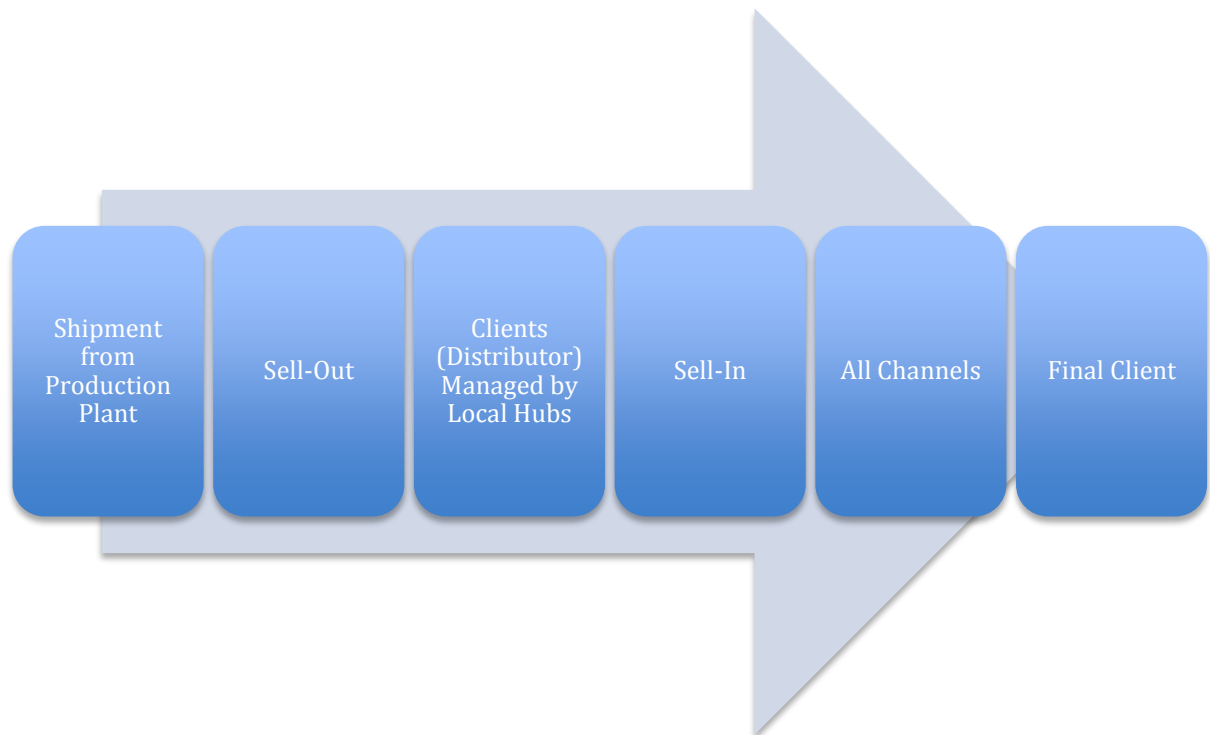 Shipment
from
Production
Plant
Sell-Out
Clients
(Distributor)
Managed by
Local Hubs
Sell-In
All Channels
Final Client